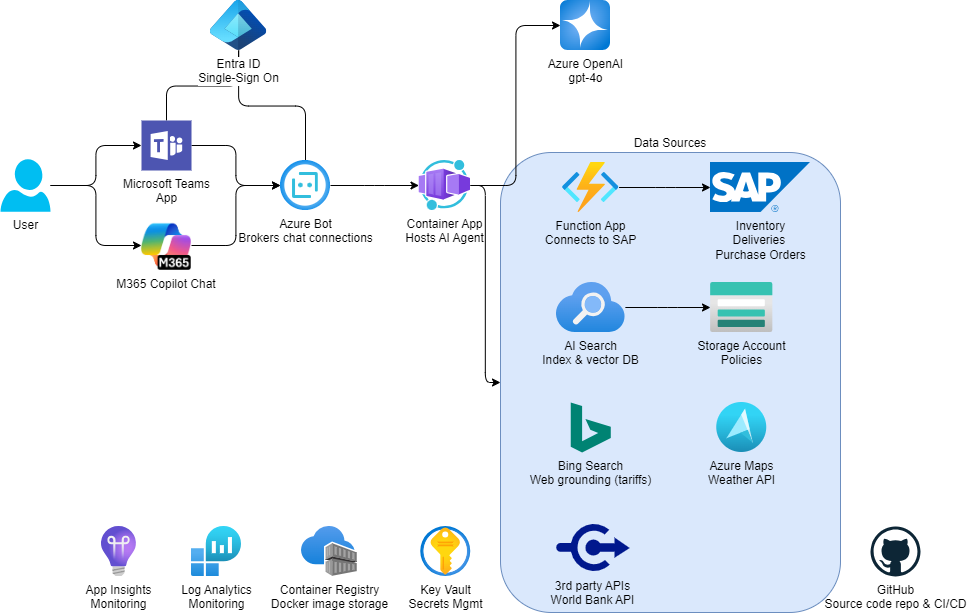 Entra ID
Single-Sign On
Azure OpenAI
gpt-4o
User
Microsoft Teams
App
M365
M365 Copilot Chat
Azure Bot
Brokers chat connections
Container App
Hosts AI Agent
Data Sources
Function App
Connects to SAP
SAP
®
Inventory
Deliveries
Purchase Orders
AI Search
Index & vector DB
Storage Account
Policies
Bing Search
Web grounding (tariffs)
Azure Maps
Weather API
3rd party APIs
World Bank API
App Insights
Monitoring
Log Analytics
Monitoring
Container Registry
Docker image storage
Key Vault
Secrets Mgmt
GitHub
Source code repo & CI/CD